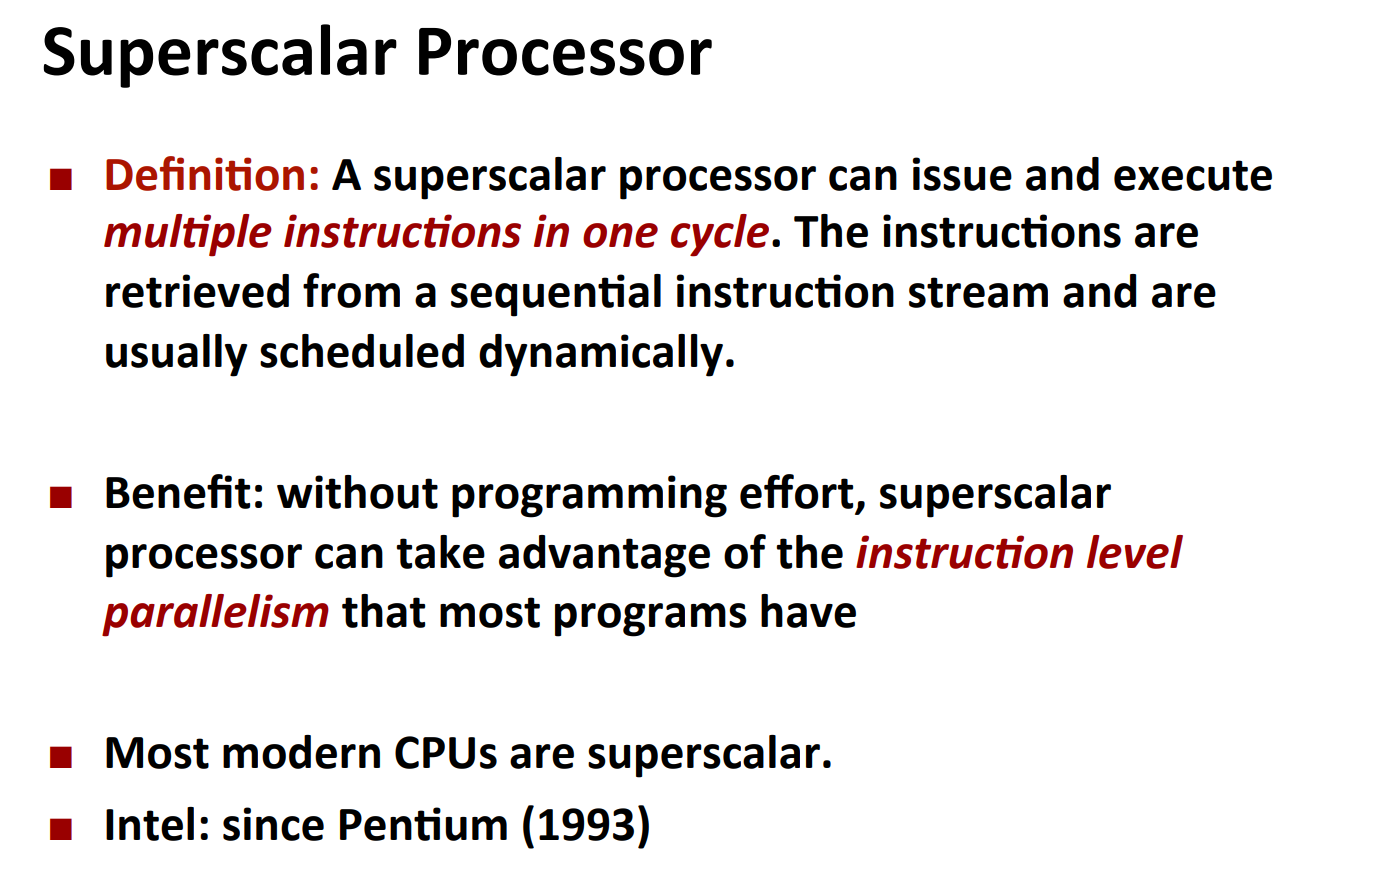 Superscalar Processor
■ Definition: A superscalar processor can issue and execute
multiple instructions in one cycle. The instructions are
retrieved from a sequential instruction stream and are
usually scheduled dynamically.
■ Benefit: without programming effort, superscalar
processor can take advantage of the instruction level
parallelism that most programs have
■ Most modern CPUs are superscalar.
■ Intel: since Pentium (1993)